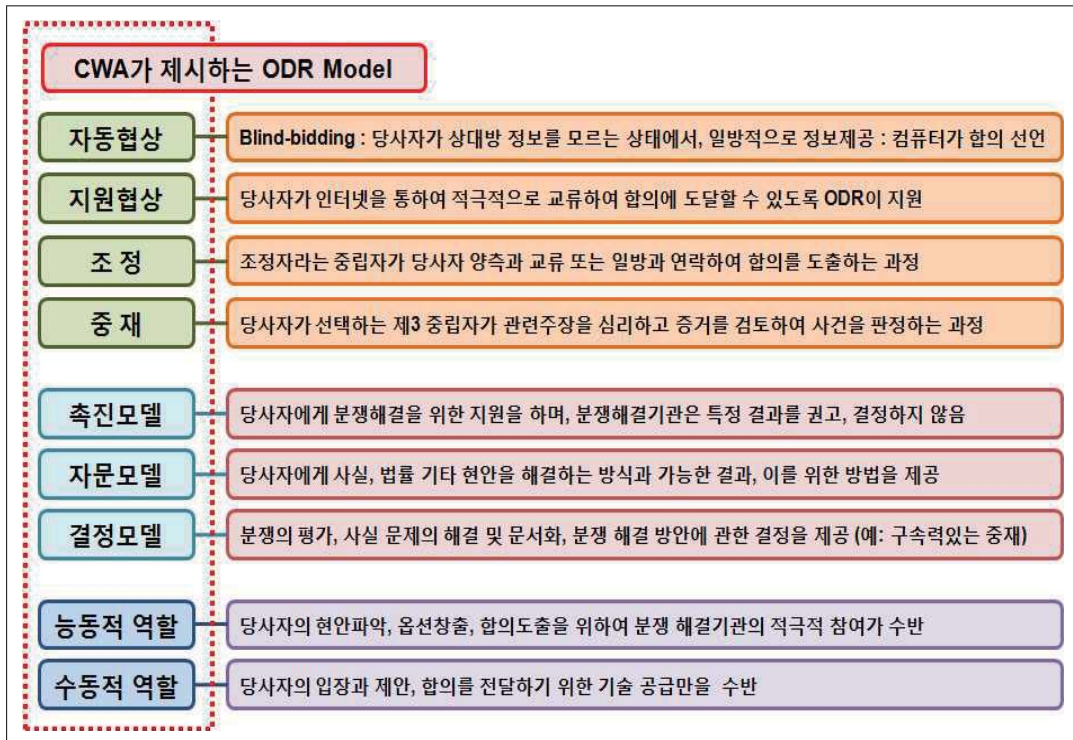 CWA가 제시하는 ODR Model
자동협상
Blind-bidding : 당사자가 상대방 정보를 모르는 상태에서, 일방적으로 정보제공 : 컴퓨터가 합의 선언
지원협상
당사자가 인터넷을 통하여 적극적으로 교류하여 합의에 도달할 수 있도록 ODR이 지원
조 정
조정자라는 중립자가 당사자 양측과 교류 또는 일방과 연락하여 합의를 도출하는 과정
중 재
당사자가 선택하는 제3 중립자가 관련주장을 심리하고 증거를 검토하여 사건을 판정하는 과정
촉진모델
당사자에게 분쟁해결을 위한 지원을 하며, 분쟁해결기관은 특정 결과를 권고, 결정하지 않음
자문모델
당사자에게 사실, 법률 기타 현안을 해결하는 방식과 가능한 결과, 이를 위한 방법을 제공
결정모델
분쟁의 평가, 사실 문제의 해결 및 문서화, 분쟁 해결 방안에 관한 결정을 제공 (예: 구속력있는 중재)
능동적 역할
당사자의 현안파악, 옵션창출, 합의도출을 위하여 분쟁 해결기관의 적극적 참여가 수반
수동적 역할
당사자의 입장과 제안, 합의를 전달하기 위한 기술 공급만을 수반